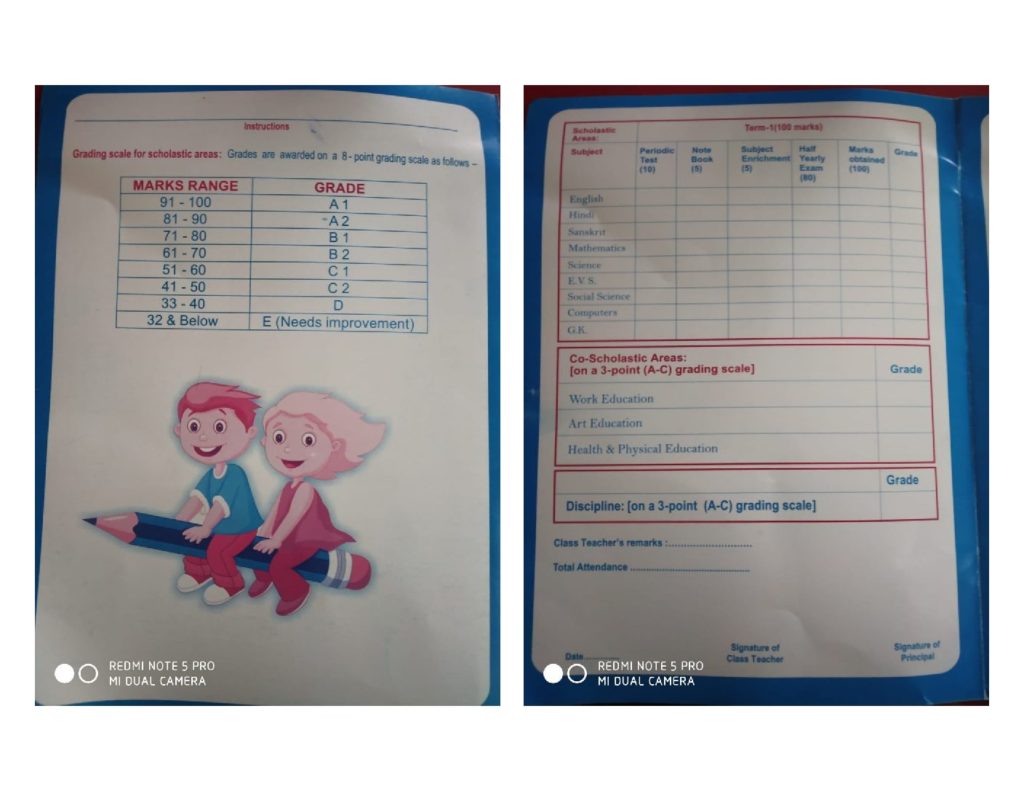 Instructions
Grading scale for scholastic areas: Grades are awarded on a 8 - point grading scale as follows –
MARKS RANGE GRADE
91 - 100 A 1
81 - 90 A 2
71 - 80 B 1
61 - 70 B 2
51 - 60 C 1
41 - 50 C 2
33 - 40 D
32 & Below E (Needs improvement)
REDMI NOTE 5 PRO
MI DUAL CAMERA
Scholastic Areas: Term-1(100 marks)
Subject Periodic Test (10) Note Book (5) Subject Enrichment (5) Half Yearly Exam (80) Marks obtained (100) Grade
English
Hindi
Sanskrit
Mathematics
Science
E.V. S.
Social Science
Computers
G.K.
Co-Scholastic Areas:
[on a 3-point (A-C) grading scale] Grade
Work Education
Art Education
Health & Physical Education
Grade
Discipline: [on a 3-point (A-C) grading scale]
Class Teacher's remarks :..............................
Total Attendance ..........................................
Date............. Signature of Class Teacher Signature of Principal
REDMI NOTE 5 PRO
MI DUAL CAMERA